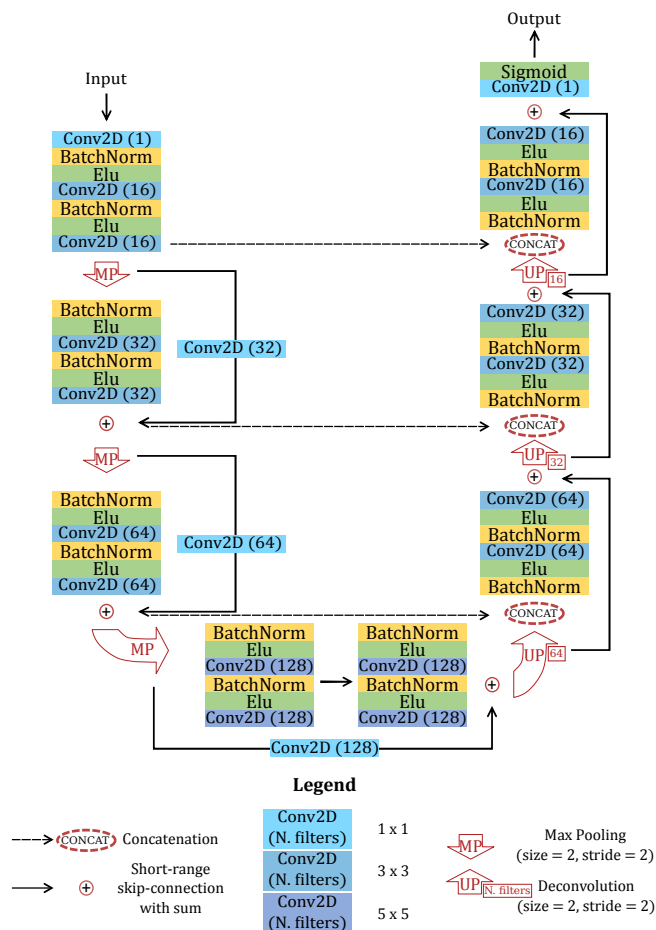 Input
Conv2D (1)
BatchNorm
Elu
Conv2D (16)
BatchNorm
Elu
Conv2D (16)
MP
BatchNorm
Elu
Conv2D (32)
BatchNorm
Elu
Conv2D (32)
Conv2D (32)
+
MP
BatchNorm
Elu
Conv2D (64)
BatchNorm
Elu
Conv2D (64)
Conv2D (64)
+
MP
BatchNorm
Elu
Conv2D (128)
BatchNorm
Elu
Conv2D (128)
BatchNorm
Elu
Conv2D (128)
BatchNorm
Elu
Conv2D (128)
Conv2D (128)
+
Output
Sigmoid
Conv2D (1)
+
Conv2D (16)
Elu
BatchNorm
Conv2D (16)
Elu
BatchNorm
CONCAT
UP
16
+
Conv2D (32)
Elu
BatchNorm
Conv2D (32)
Elu
BatchNorm
CONCAT
UP
32
+
Conv2D (64)
Elu
BatchNorm
Conv2D (64)
Elu
BatchNorm
CONCAT
UP
64
Legend
CONCAT
Concatenation
+
Short-range
skip-connection
with sum
Conv2D
(N. filters)
1 x 1
Conv2D
(N. filters)
3 x 3
Conv2D
(N. filters)
5 x 5
MP
Max Pooling
(size = 2, stride = 2)
UP
N. filters
Deconvolution
(size = 2, stride = 2)